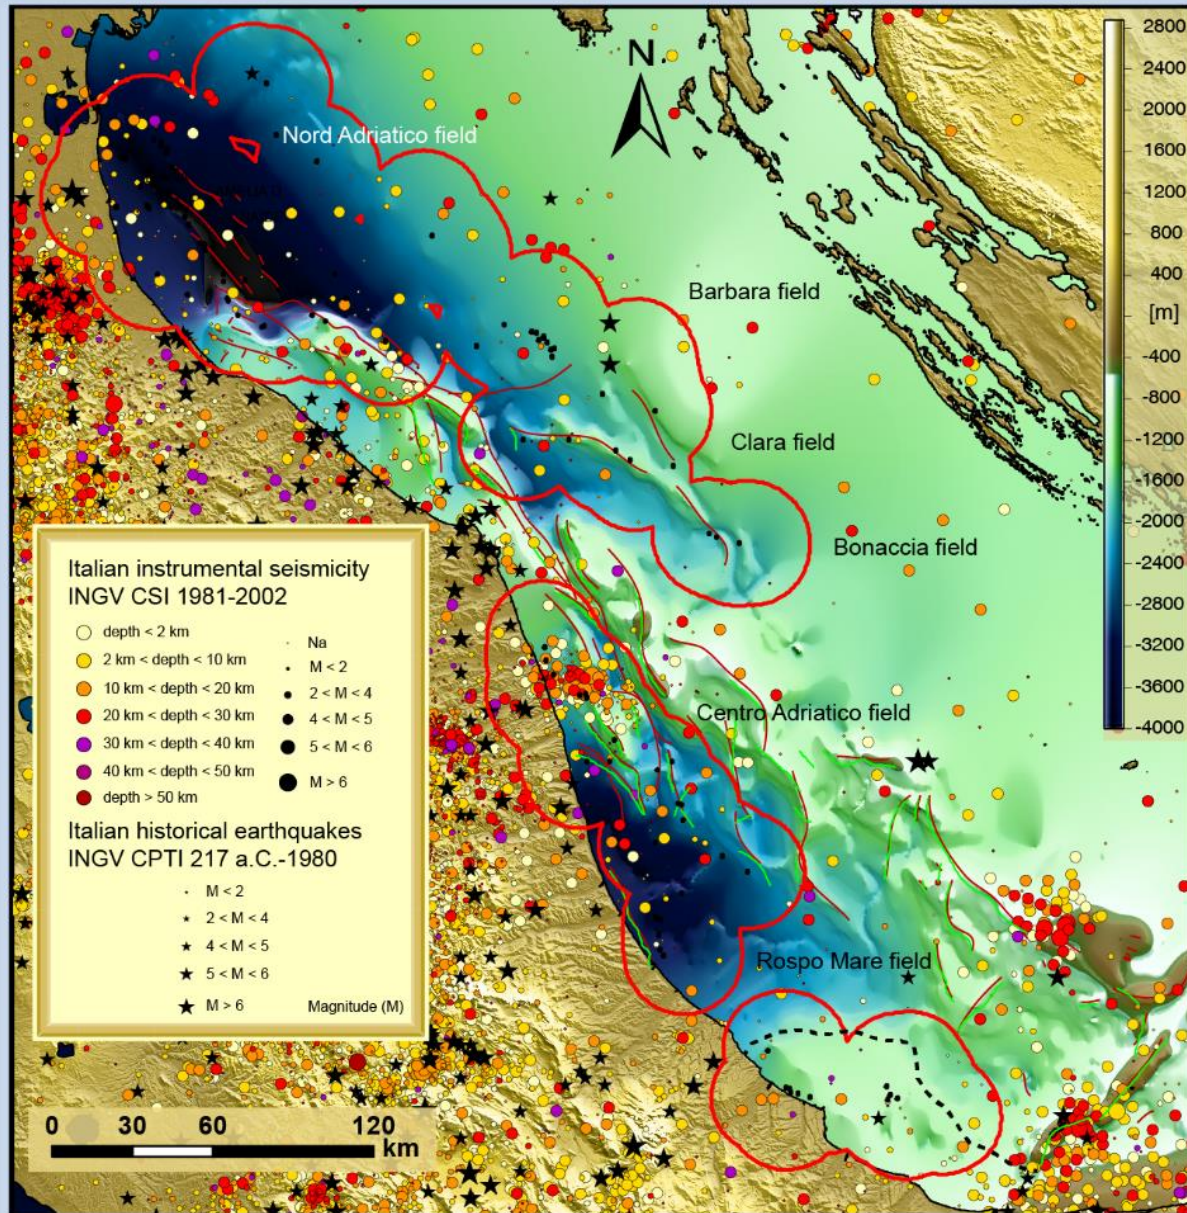 N
Nord Adriatico field
Barbara field
Clara field
Bonaccia field
Centro Adriatico field
Rospo Mare field
2800
2400
2000
1600
1200
800
400
[m]
-400
-800
-1200
-1600
-2000
-2400
-2800
-3200
-3600
-4000
Italian instrumental seismicity
INGV CSI 1981-2002
depth < 2 km
2 km < depth < 10 km
10 km < depth < 20 km
20 km < depth < 30 km
30 km < depth < 40 km
40 km < depth < 50 km
depth > 50 km
Na
M < 2
2 < M < 4
4 < M < 5
5 < M < 6
M > 6
Italian historical earthquakes
INGV CPTI 217 a.C.-1980
M < 2
2 < M < 4
4 < M < 5
5 < M < 6
M > 6
Magnitude (M)
0 30 60 120
km